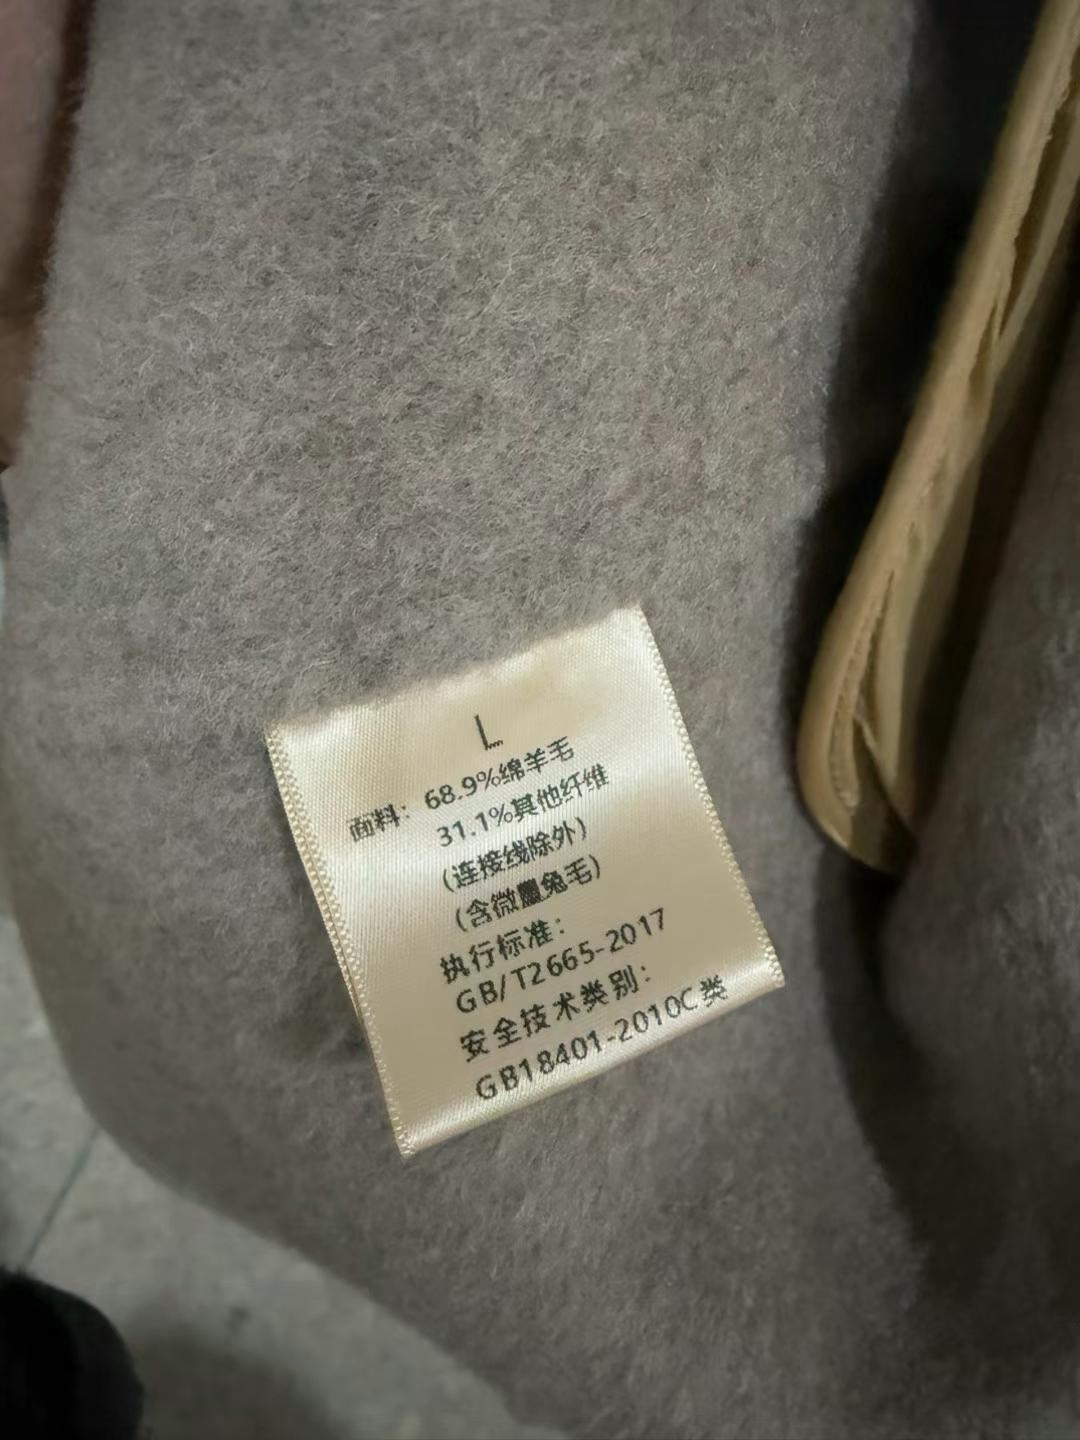 L
面料：68.9%绵羊毛
31.1%其他纤维
(连接线除外)
(含微量兔毛)
执行标准：
GB/T2665-2017
安全技术类别：
GB18401-2010C类